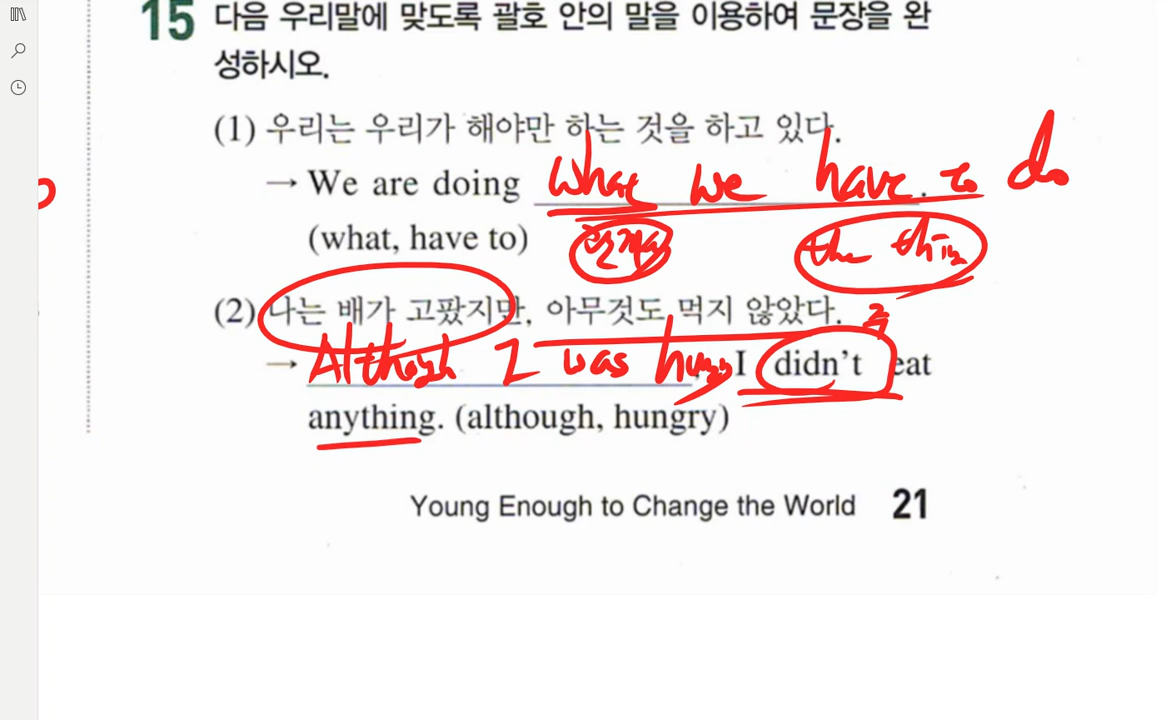 15 다음 우리말에 맞도록 괄호 안의 말을 이용하여 문장을 완
성하시오.
(1) 우리는 우리가 해야만 하는 것을 하고 있다.
→ We are doing what we have to do.
(what, have to)
the thing
(2) 나는 배가 고팠지만, 아무것도 먹지 않았다.
→ Although I was hungry, I didn't eat
anything. (although, hungry)
Young Enough to Change the World 21